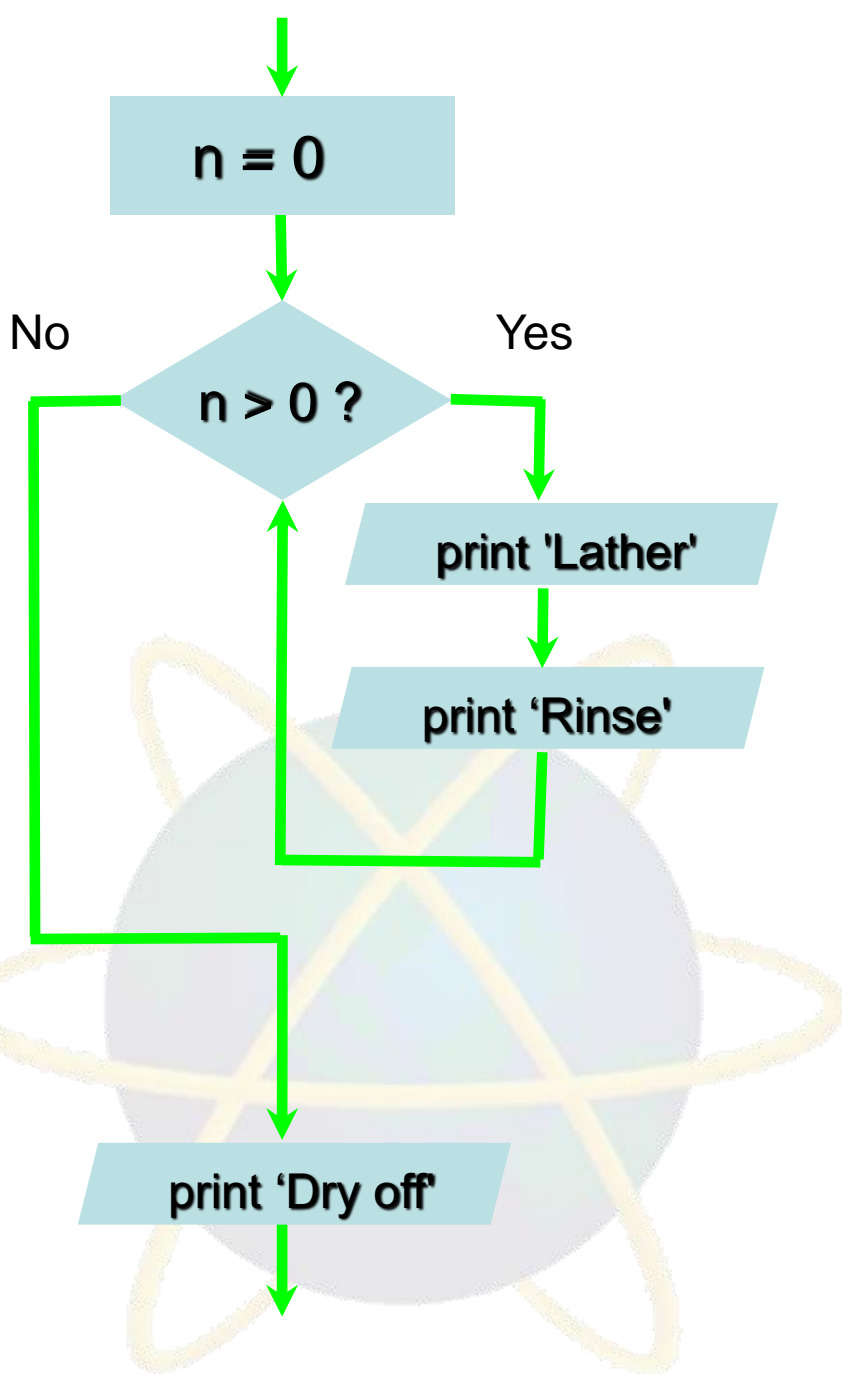 n = 0
No
Yes
n > 0 ?
print 'Lather'
print ‘Rinse'
print ‘Dry off'